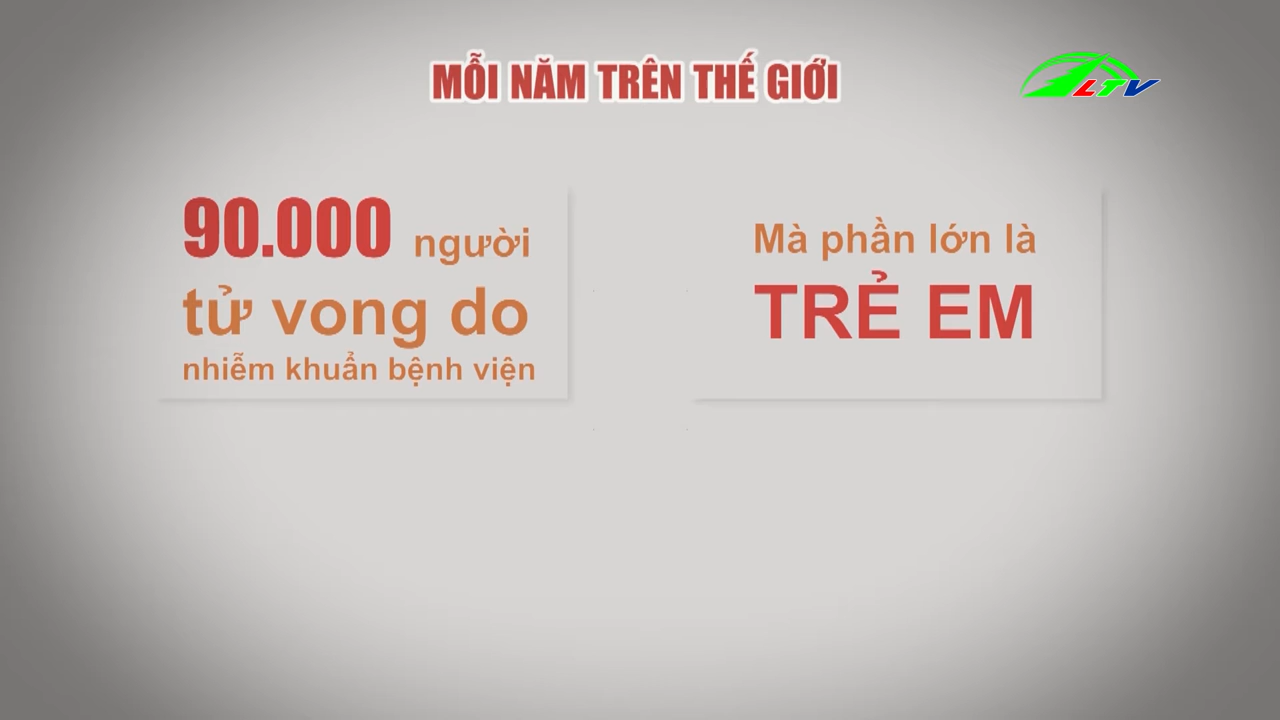 MỖI NĂM TRÊN THẾ GIỚI
LTV
90.000 người
tử vong do
nhiễm khuẩn bệnh viện
Mà phần lớn là
TRẺ EM